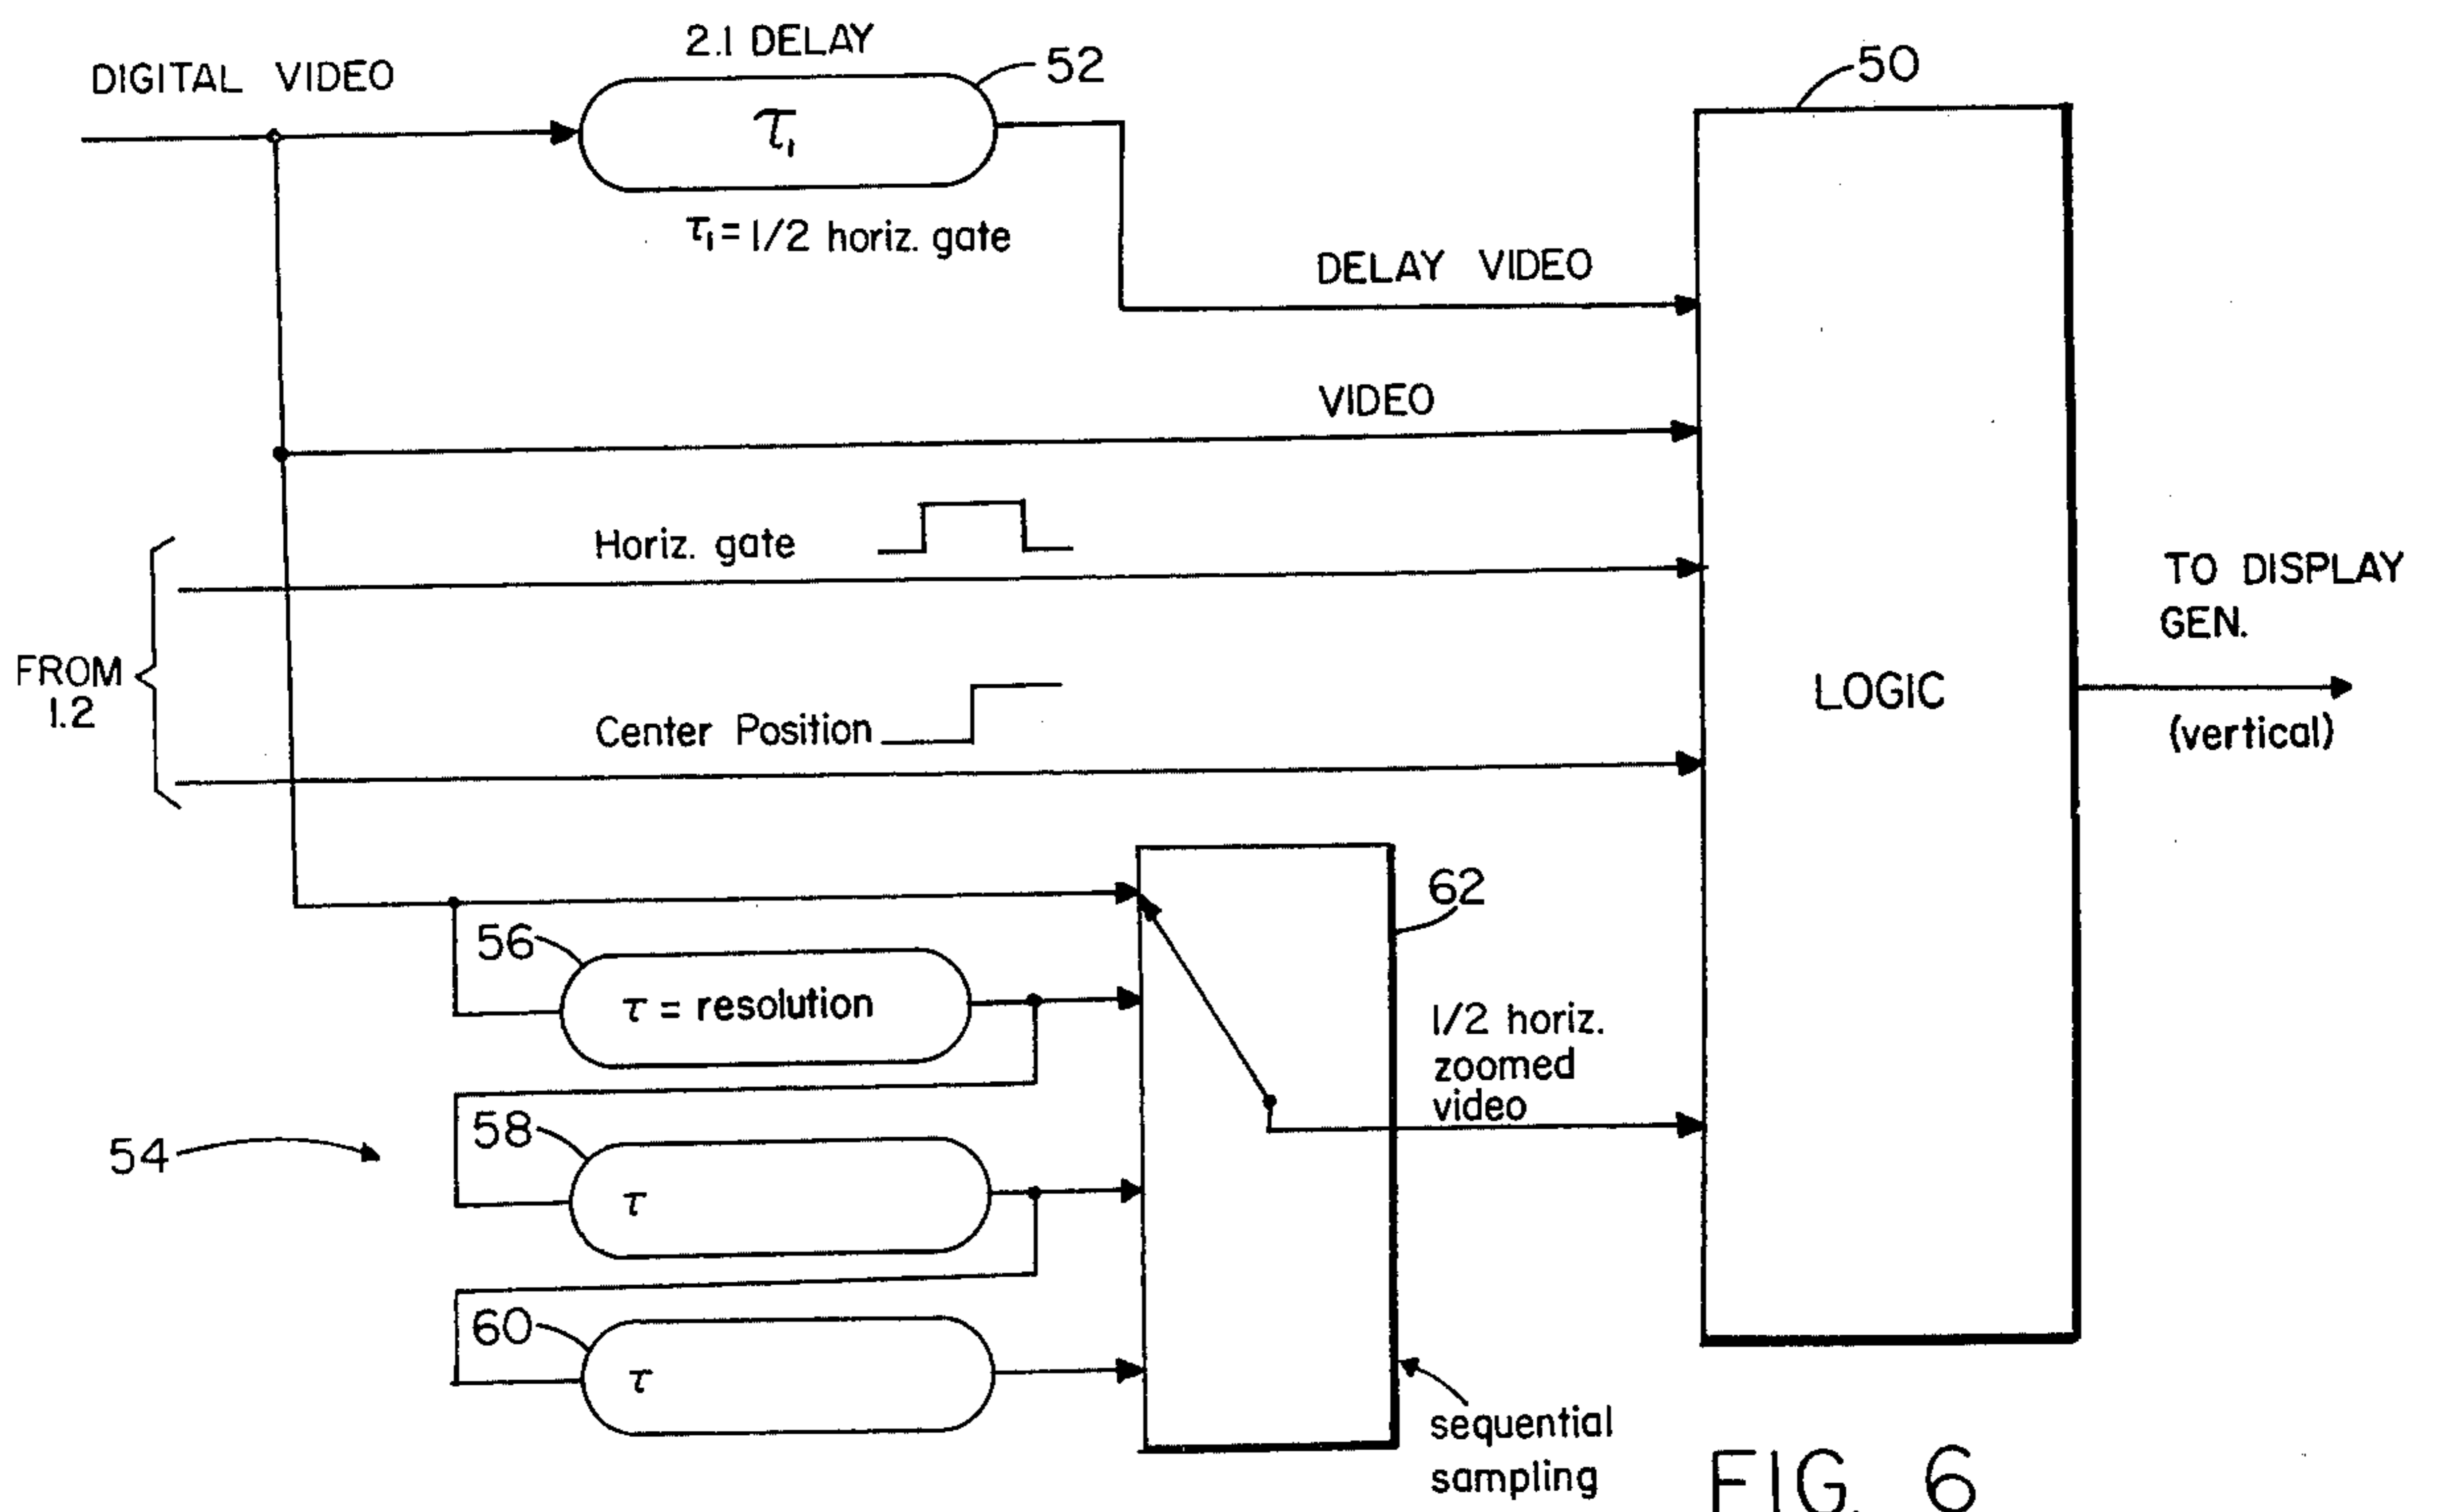 2.1 DELAY
DIGITAL VIDEO
52
50
τ₁
τ₁ = 1/2 horiz. gate
DELAY VIDEO
VIDEO
Horiz. gate
TO DISPLAY
GEN.
FROM
1.2
LOGIC
Center Position
(vertical)
62
56
τ = resolution
1/2 horiz.
zoomed
video
58
54
τ
60
τ
sequential
sampling
FIG. 6